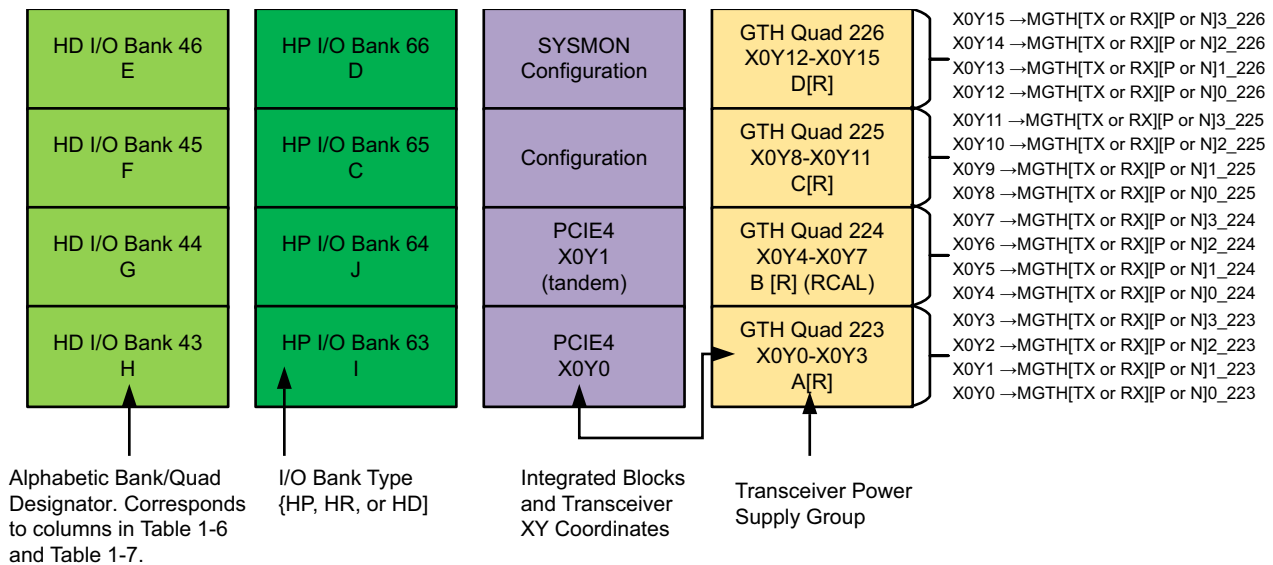 HD I/O Bank 46
E
HP I/O Bank 66
D
SYSMON
Configuration
GTH Quad 226
X0Y12-X0Y15
D[R]
X0Y15 →MGTH[TX or RX][P or N]3_226
X0Y14 →MGTH[TX or RX][P or N]2_226
X0Y13 →MGTH[TX or RX][P or N]1_226
X0Y12 →MGTH[TX or RX][P or N]0_226
HD I/O Bank 45
F
HP I/O Bank 65
C
Configuration
GTH Quad 225
X0Y8-X0Y11
C[R]
X0Y11 →MGTH[TX or RX][P or N]3_225
X0Y10 →MGTH[TX or RX][P or N]2_225
X0Y9 →MGTH[TX or RX][P or N]1_225
X0Y8 →MGTH[TX or RX][P or N]0_225
HD I/O Bank 44
G
HP I/O Bank 64
J
PCIE4
X0Y1
(tandem)
GTH Quad 224
X0Y4-X0Y7
B [R] (RCAL)
X0Y7 →MGTH[TX or RX][P or N]3_224
X0Y6 →MGTH[TX or RX][P or N]2_224
X0Y5 →MGTH[TX or RX][P or N]1_224
X0Y4 →MGTH[TX or RX][P or N]0_224
HD I/O Bank 43
H
HP I/O Bank 63
I
PCIE4
X0Y0
GTH Quad 223
X0Y0-X0Y3
A[R]
X0Y3 →MGTH[TX or RX][P or N]3_223
X0Y2 →MGTH[TX or RX][P or N]2_223
X0Y1 →MGTH[TX or RX][P or N]1_223
X0Y0 →MGTH[TX or RX][P or N]0_223
Alphabetic Bank/Quad
Designator. Corresponds
to columns in Table 1-6
and Table 1-7.
I/O Bank Type
{HP, HR, or HD]
Integrated Blocks
and Transceiver
XY Coordinates
Transceiver Power
Supply Group